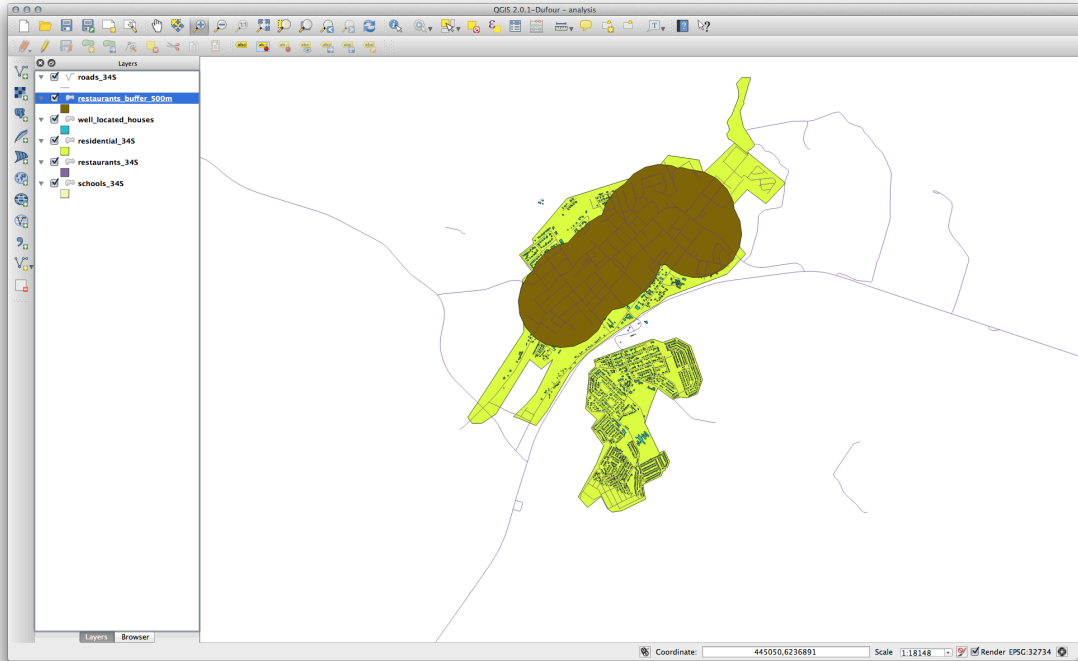 QGIS 2.0.1-Dufour - analysis
Layers
roads_34S
restaurants_buffer_500m
well_located_houses
residential_34S
restaurants_34S
schools_34S
Layers Browser
Coordinate: 445050,6236891 Scale 1:18148 Render EPSG:32734